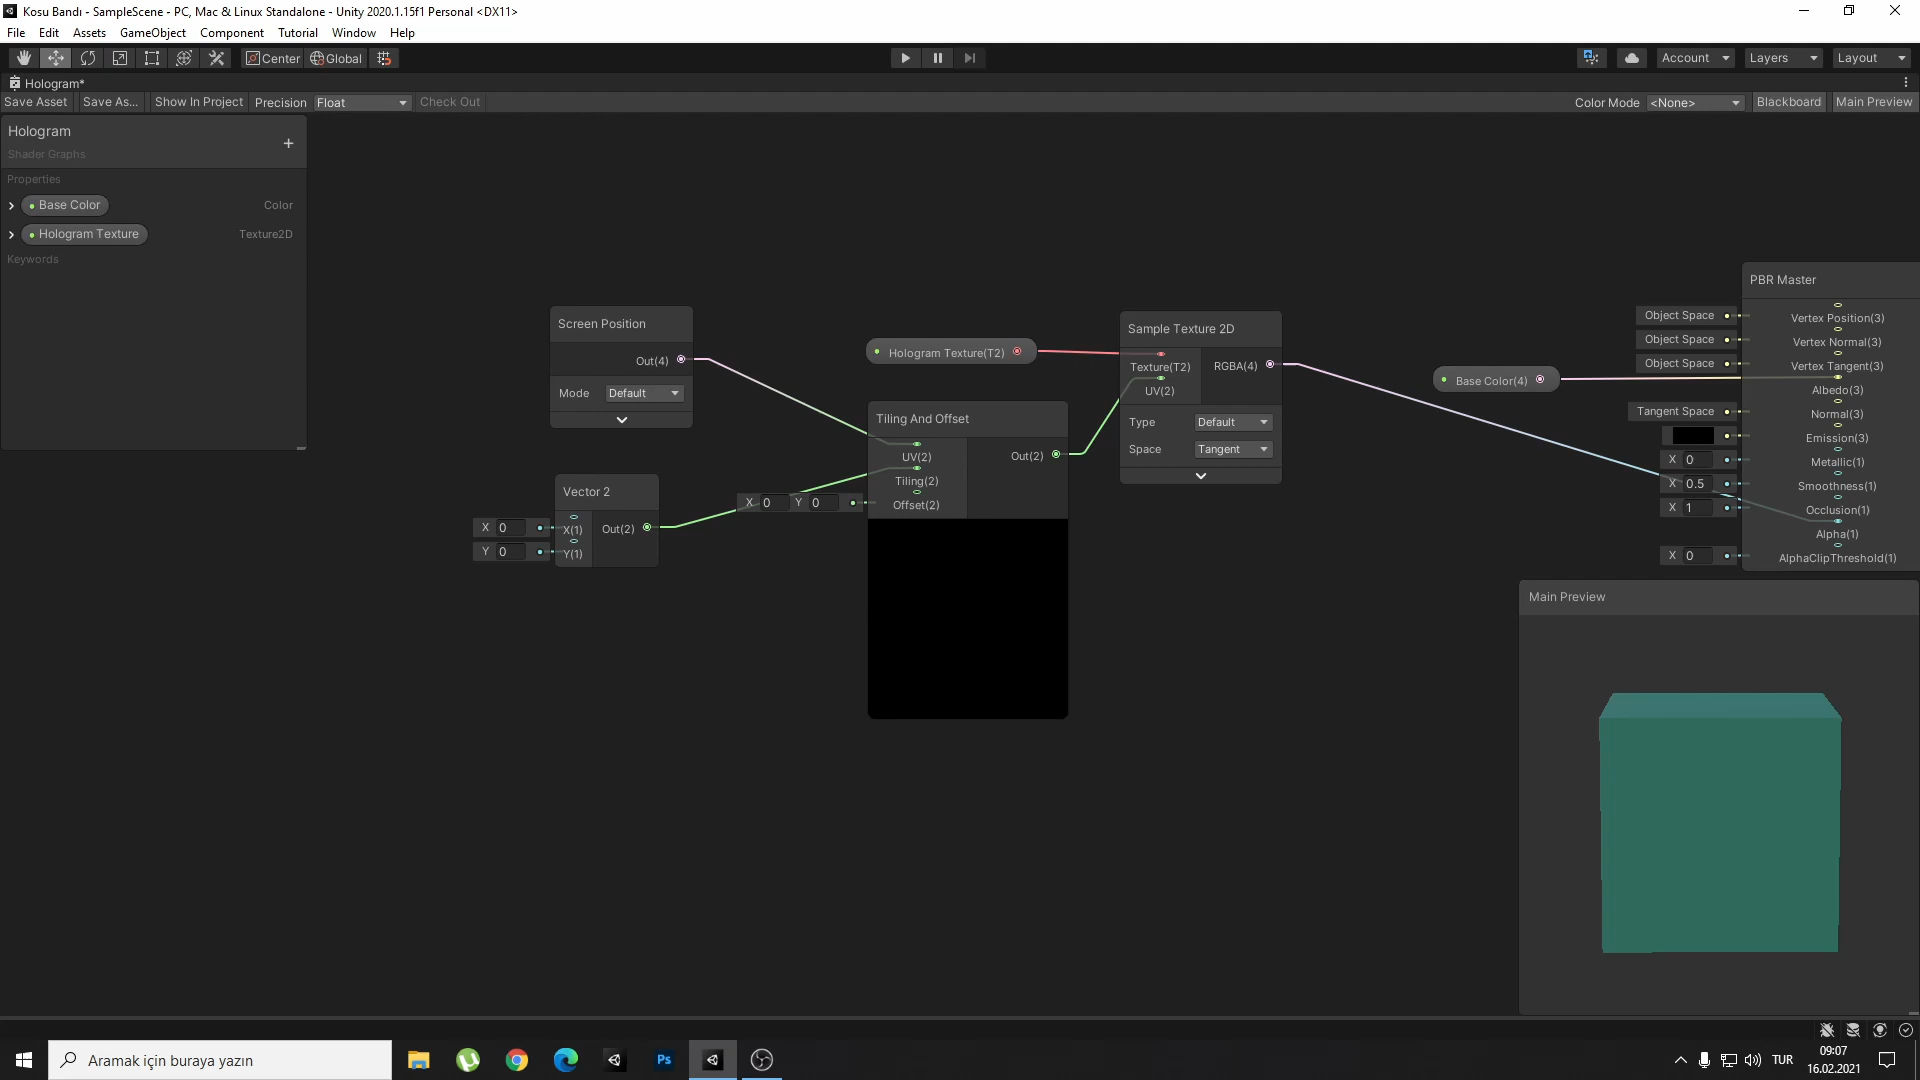 Kosu Bandı - SampleScene - PC, Mac & Linux Standalone - Unity 2020.1.15f1 Personal <DX11>
File Edit Assets GameObject Component Tutorial Window Help
Center Global Account Layers Layout
Hologram*
Save Asset Save As... Show In Project Precision Float Check Out Color Mode <None> Blackboard Main Preview
Hologram
Shader Graphs
Properties
Base Color Color
Hologram Texture Texture2D
Keywords
Screen Position
Out(4)
Mode Default
Vector 2
X 0 X(1) Out(2)
Y 0 Y(1)
Hologram Texture(T2)
Tiling And Offset
UV(2) Out(2)
Tiling(2)
X 0 Y 0 Offset(2)
Sample Texture 2D
Texture(T2) RGBA(4)
UV(2)
Type Default
Space Tangent
Base Color(4)
PBR Master
Object Space Vertex Position(3)
Object Space Vertex Normal(3)
Object Space Vertex Tangent(3)
Albedo(3)
Tangent Space Normal(3)
Emission(3)
X 0 Metallic(1)
X 0.5 Smoothness(1)
X 1 Occlusion(1)
Alpha(1)
X 0 AlphaClipThreshold(1)
Main Preview
Aramak için buraya yazın
Ps
TUR
09:07
16.02.2021